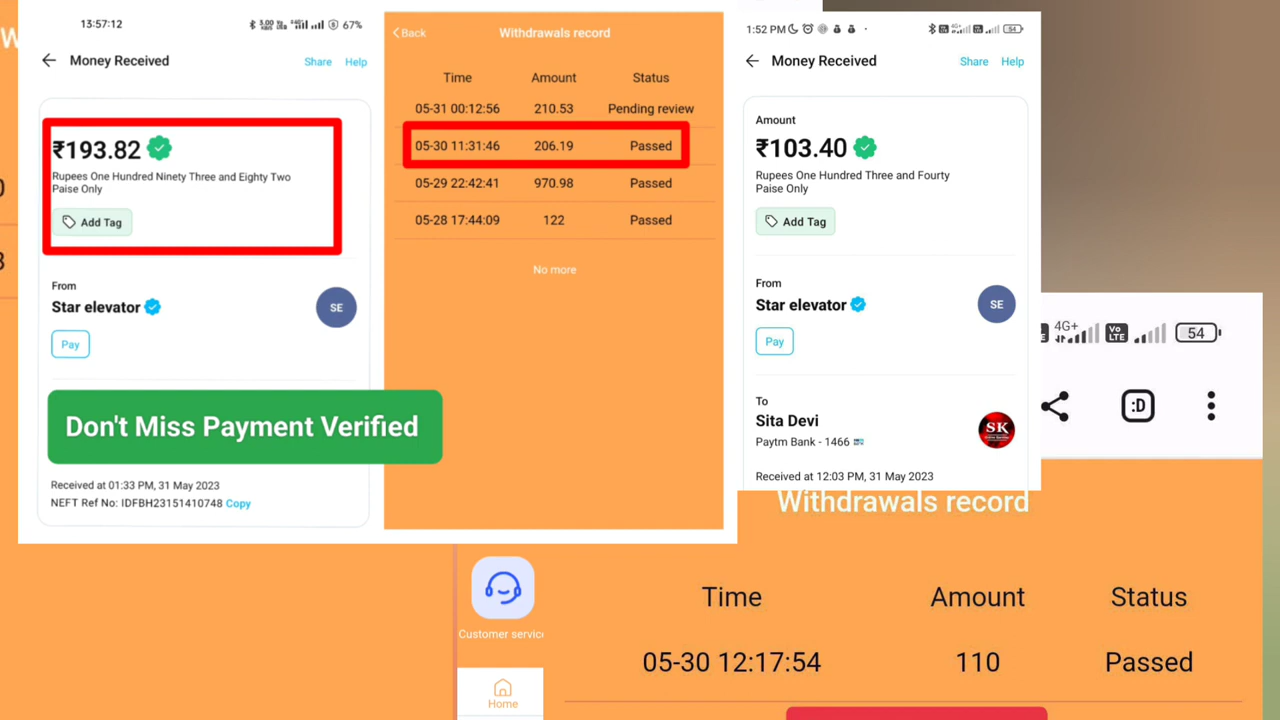 13:57:12
67%
Money Received
Share
Help
₹193.82
Rupees One Hundred Ninety Three and Eighty Two
Paise Only
Add Tag
From
Star elevator
SE
Pay
Don't Miss Payment Verified
Received at 01:33 PM, 31 May 2023
NEFT Ref No: IDFBH23151410748 Copy
Back
Withdrawals record
Time Amount Status
05-31 00:12:56 210.53 Pending review
05-30 11:31:46 206.19 Passed
05-29 22:42:41 970.98 Passed
05-28 17:44:09 122 Passed
No more
1:52 PM
54
Money Received
Share
Help
Amount
₹103.40
Rupees One Hundred Three and Fourty
Paise Only
Add Tag
From
Star elevator
SE
Pay
To
Sita Devi
SK
Paytm Bank - 1466
Received at 12:03 PM, 31 May 2023
4G+
Vo
LTE
54
:D
Withdrawals record
Time Amount Status
05-30 12:17:54 110 Passed
Customer servic
Home